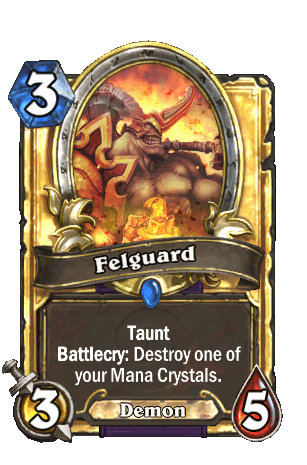 3
Felguard
Taunt
Battlecry: Destroy one of
your Mana Crystals.
3
Demon
5